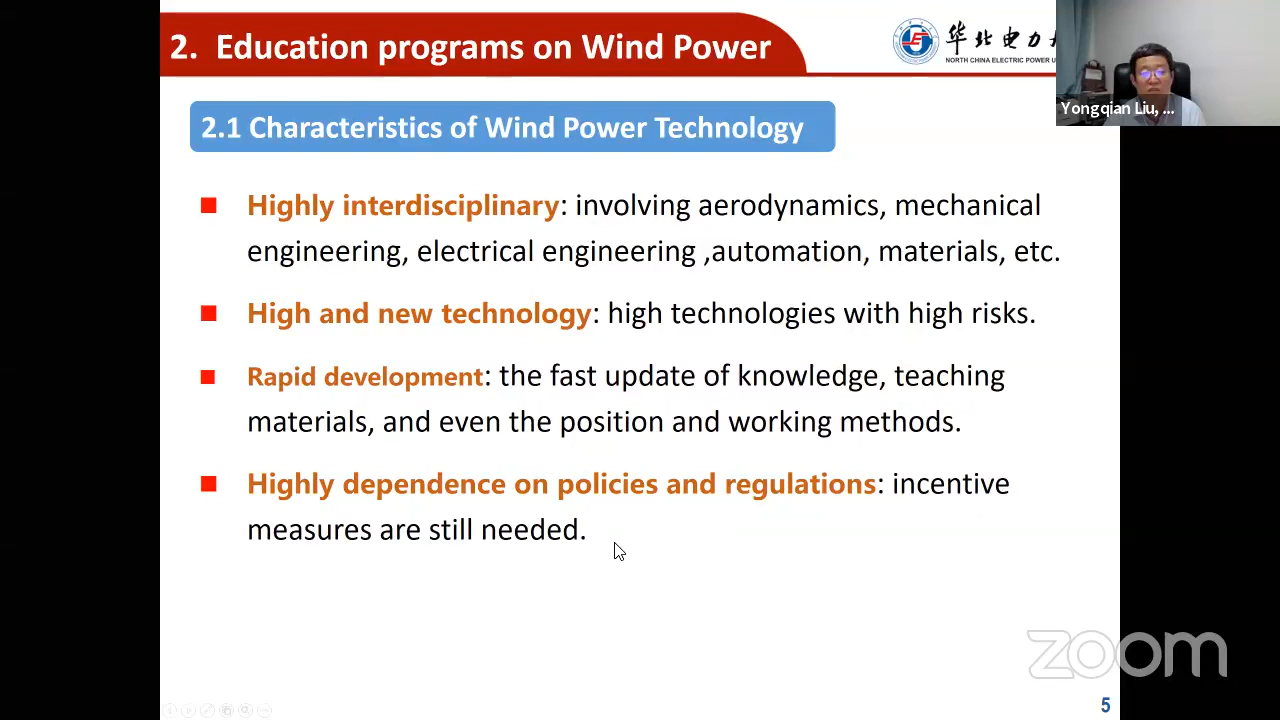 2. Education programs on Wind Power
华北电力
NORTH CHINA ELECTRIC POWER U
Yongqian Liu, ...
2.1 Characteristics of Wind Power Technology
Highly interdisciplinary: involving aerodynamics, mechanical
engineering, electrical engineering ,automation, materials, etc.
High and new technology: high technologies with high risks.
Rapid development: the fast update of knowledge, teaching
materials, and even the position and working methods.
Highly dependence on policies and regulations: incentive
measures are still needed.
zoom
5